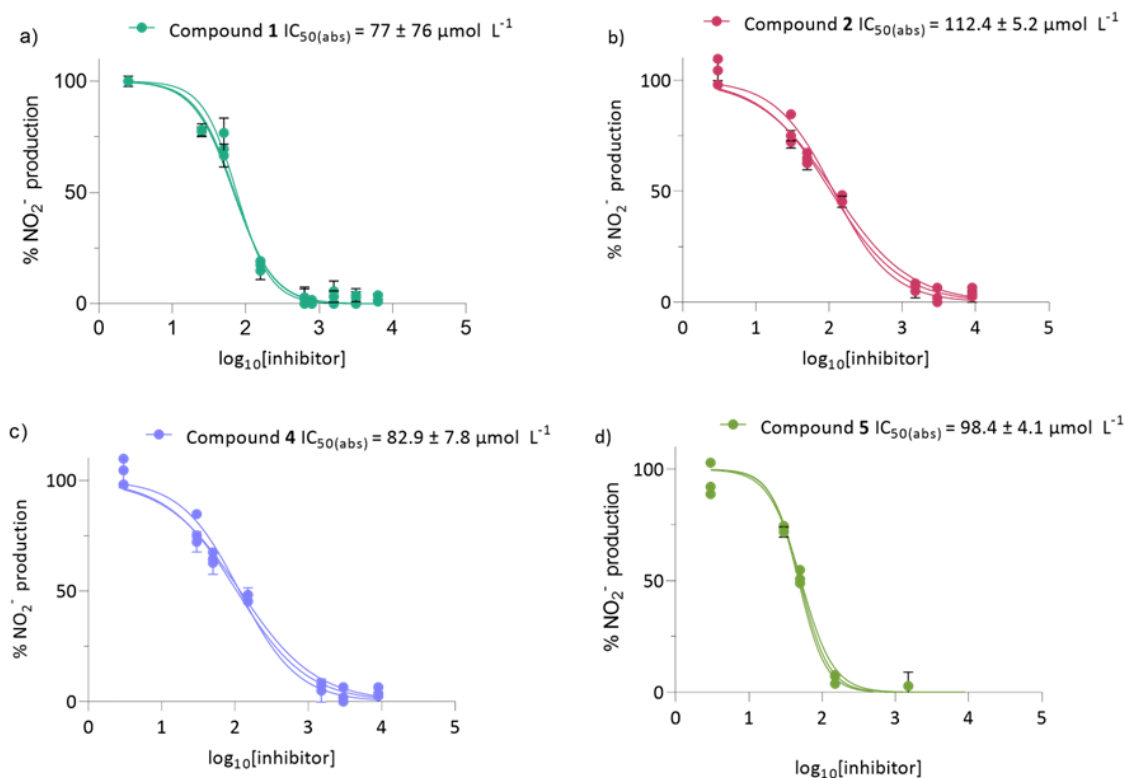 a)
Compound 1 IC50(abs) = 77 ± 76 µmol L-1
100
50
0
% NO2- production
0 1 2 3 4 5
log10[inhibitor]
b)
Compound 2 IC50(abs) = 112.4 ± 5.2 µmol L-1
100
50
0
% NO2- production
0 1 2 3 4 5
log10[inhibitor]
c)
Compound 4 IC50(abs) = 82.9 ± 7.8 µmol L-1
100
50
0
% NO2- production
0 1 2 3 4 5
log10[inhibitor]
d)
Compound 5 IC50(abs) = 98.4 ± 4.1 µmol L-1
100
50
0
% NO2- production
0 1 2 3 4 5
log10[inhibitor]